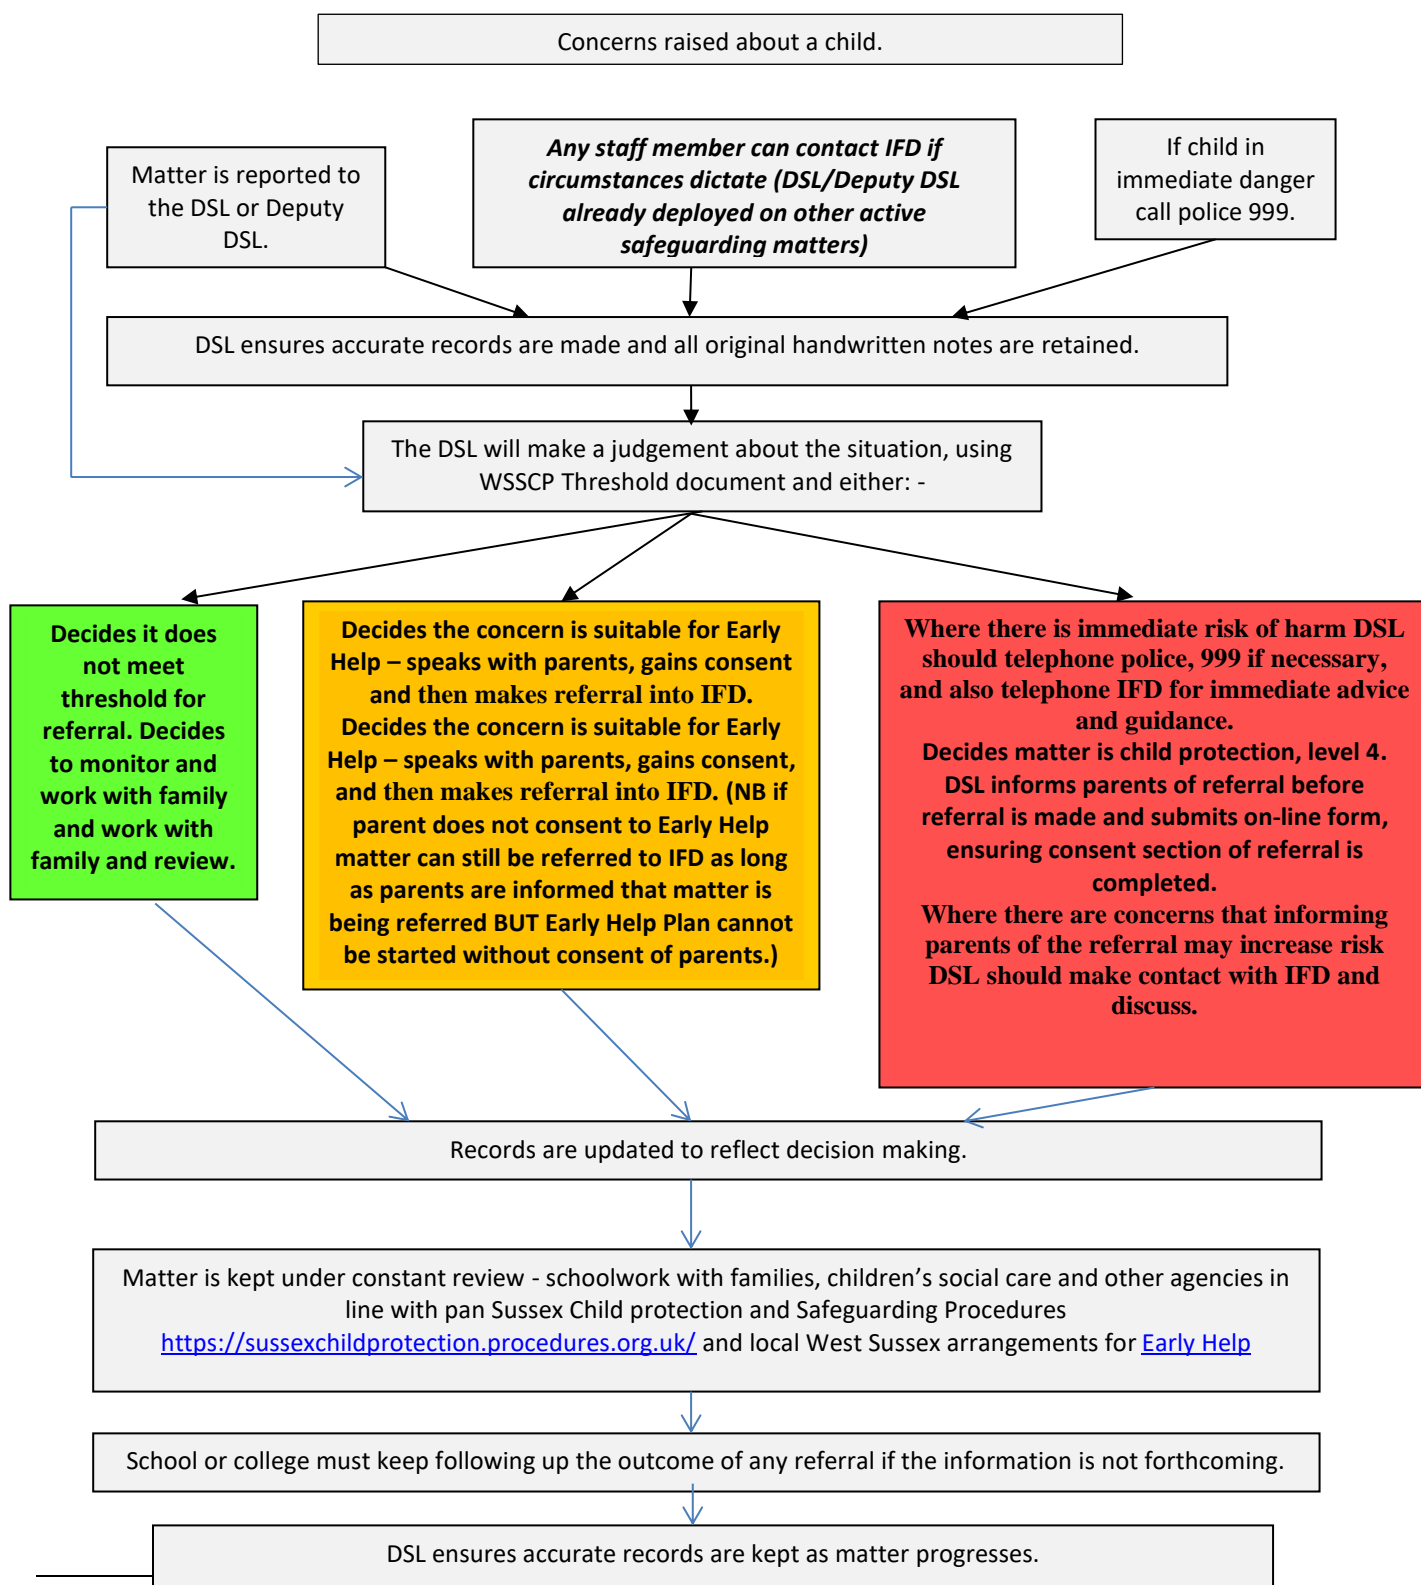 Concerns raised about a child.
Matter is reported to
the DSL or Deputy
DSL.
Any staff member can contact IFD if
circumstances dictate (DSL/Deputy DSL
already deployed on other active
safeguarding matters)
If child in
immediate danger
call police 999.
DSL ensures accurate records are made and all original handwritten notes are retained.
The DSL will make a judgement about the situation, using
WSSCP Threshold document and either: -
Decides it does
not meet
threshold for
referral. Decides
to monitor and
work with family
and work with
family and review.
Decides the concern is suitable for Early
Help – speaks with parents, gains consent
and then makes referral into IFD.
Decides the concern is suitable for Early
Help – speaks with parents, gains consent,
and then makes referral into IFD. (NB if
parent does not consent to Early Help
matter can still be referred to IFD as long
as parents are informed that matter is
being referred BUT Early Help Plan cannot
be started without consent of parents.)
Where there is immediate risk of harm DSL
should telephone police, 999 if necessary,
and also telephone IFD for immediate advice
and guidance.
Decides matter is child protection, level 4.
DSL informs parents of referral before
referral is made and submits on-line form,
ensuring consent section of referral is
completed.
Where there are concerns that informing
parents of the referral may increase risk
DSL should make contact with IFD and
discuss.
Records are updated to reflect decision making.
Matter is kept under constant review - schoolwork with families, children’s social care and other agencies in
line with pan Sussex Child protection and Safeguarding Procedures
https://sussexchildprotection.procedures.org.uk/ and local West Sussex arrangements for Early Help
School or college must keep following up the outcome of any referral if the information is not forthcoming.
DSL ensures accurate records are kept as matter progresses.